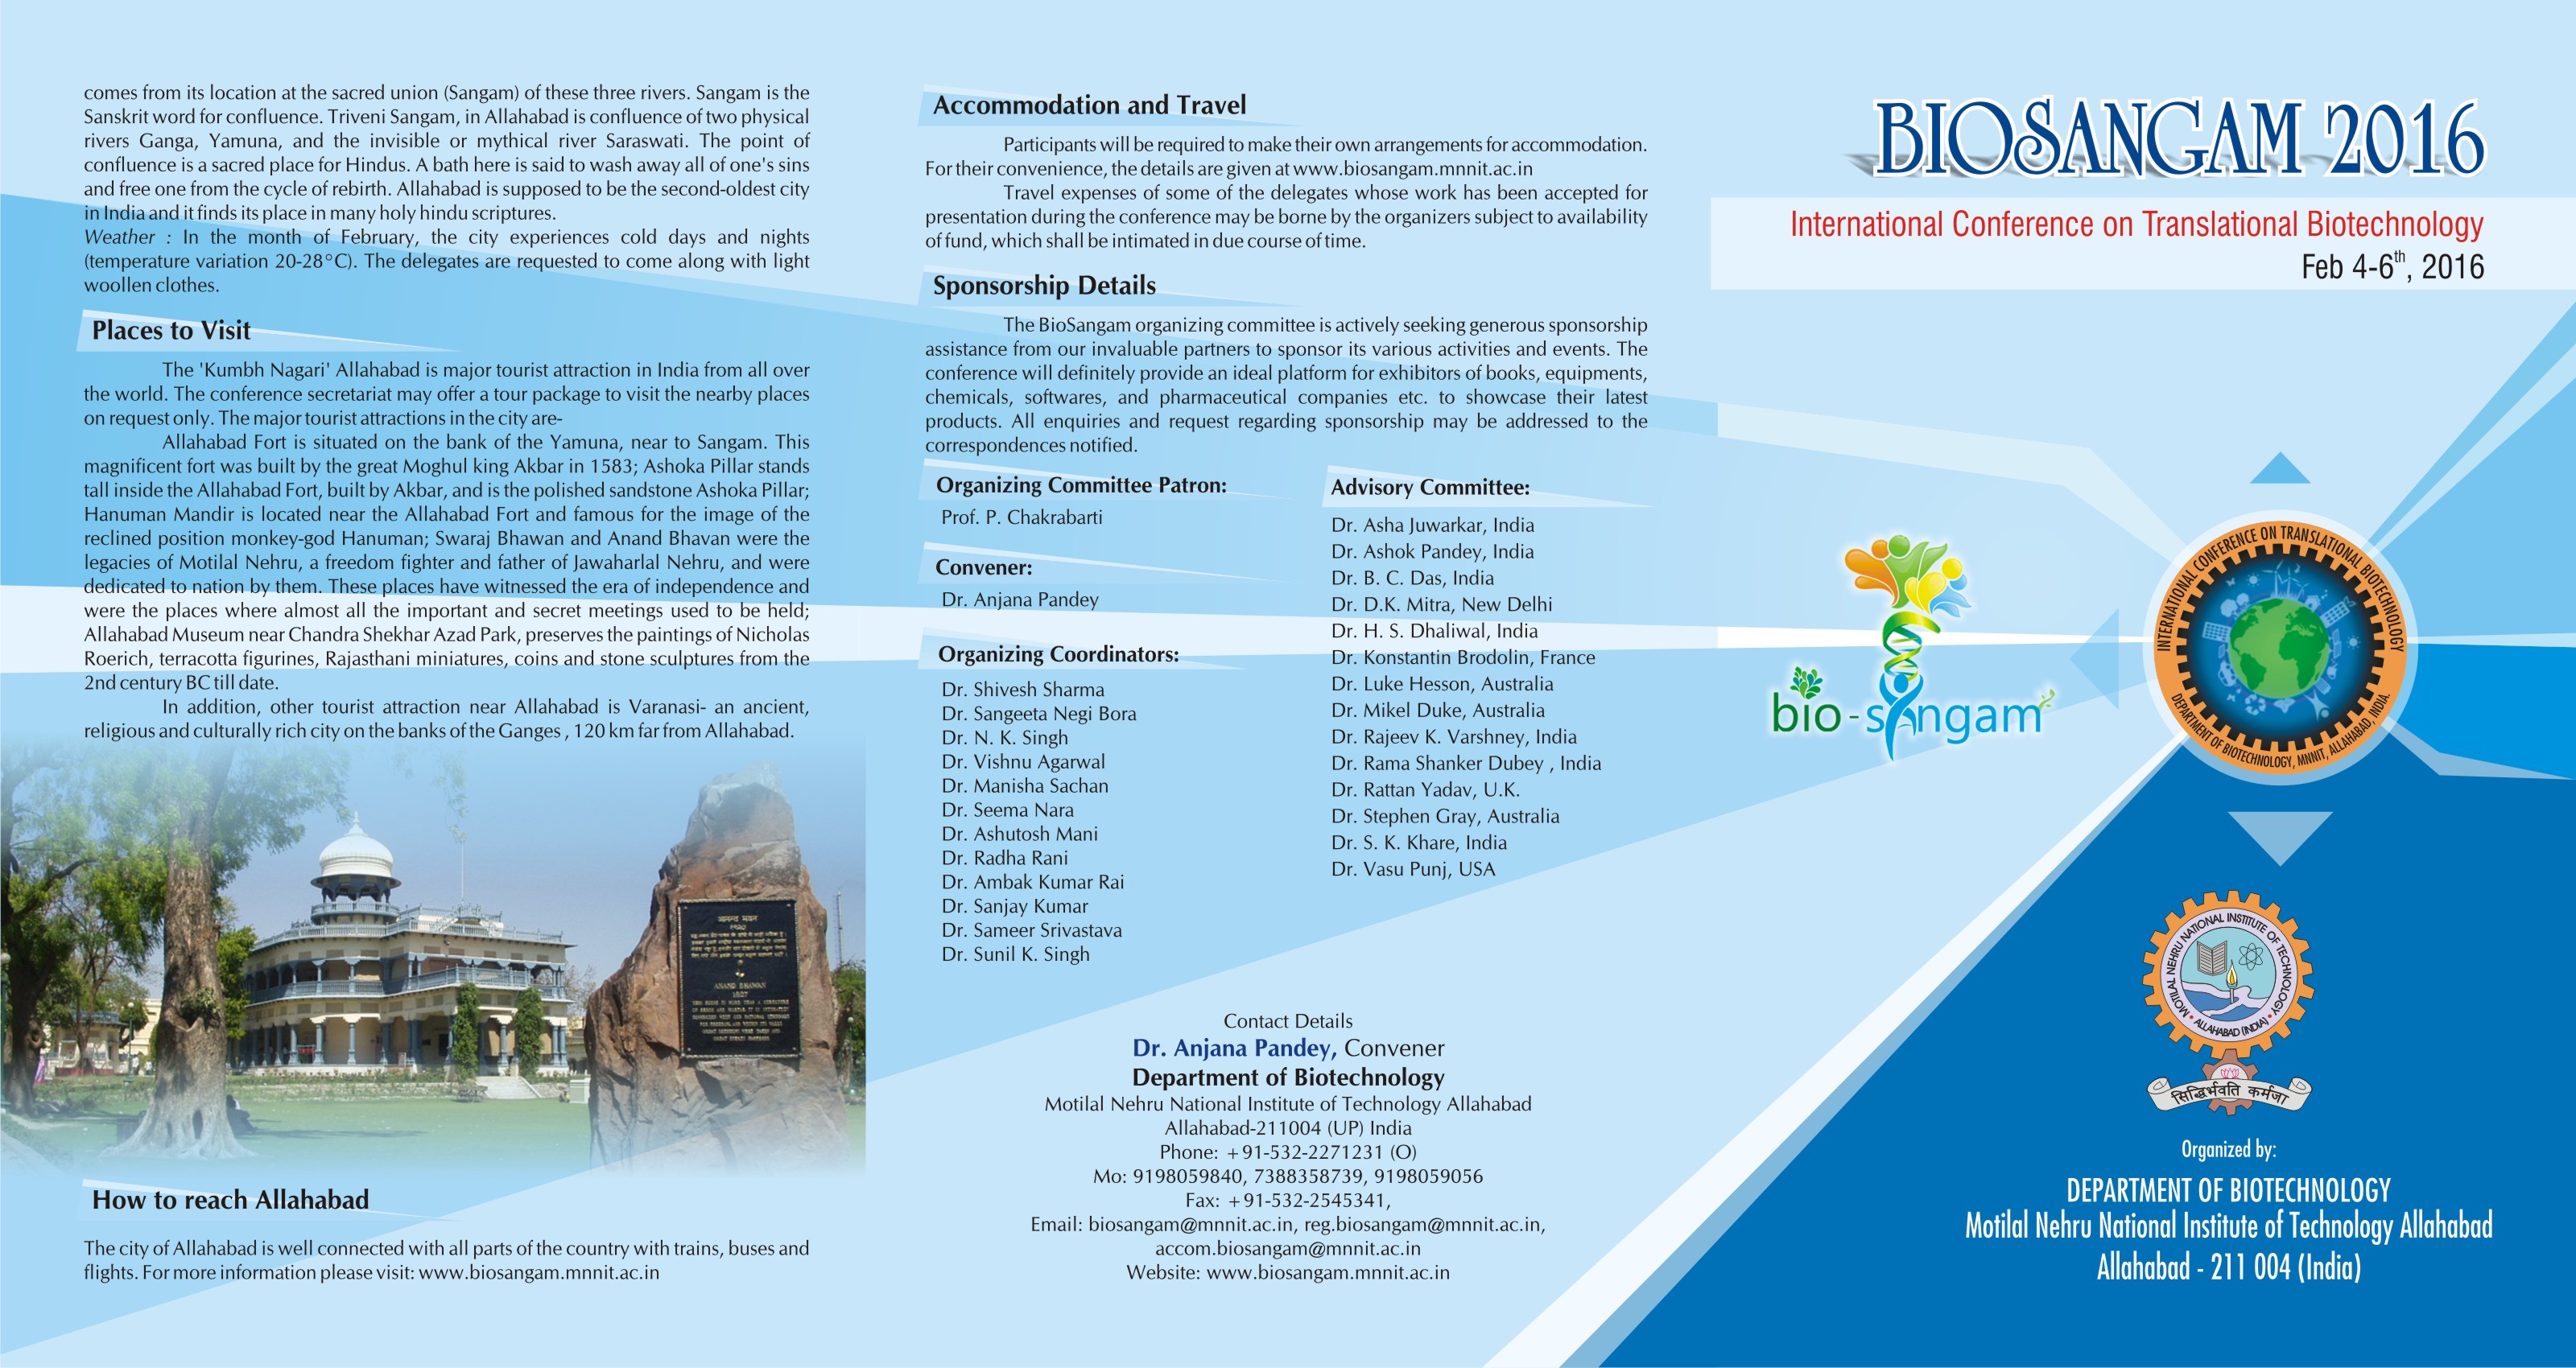 comes from its location at the sacred union (Sangam) of these three rivers. Sangam is the
Sanskrit word for confluence. Triveni Sangam, in Allahabad is confluence of two physical
rivers Ganga, Yamuna, and the invisible or mythical river Saraswati. The point of
confluence is a sacred place for Hindus. A bath here is said to wash away all of one's sins
and free one from the cycle of rebirth. Allahabad is supposed to be the second-oldest city
in India and it finds its place in many holy hindu scriptures.
Weather : In the month of February, the city experiences cold days and nights
(temperature variation 20-28°C). The delegates are requested to come along with light
woollen clothes.
Places to Visit
The 'Kumbh Nagari' Allahabad is major tourist attraction in India from all over
the world. The conference secretariat may offer a tour package to visit the nearby places
on request only. The major tourist attractions in the city are-
Allahabad Fort is situated on the bank of the Yamuna, near to Sangam. This
magnificent fort was built by the great Moghul king Akbar in 1583; Ashoka Pillar stands
tall inside the Allahabad Fort, built by Akbar, and is the polished sandstone Ashoka Pillar;
Hanuman Mandir is located near the Allahabad Fort and famous for the image of the
reclined position monkey-god Hanuman; Swaraj Bhawan and Anand Bhavan were the
legacies of Motilal Nehru, a freedom fighter and father of Jawaharlal Nehru, and were
dedicated to nation by them. These places have witnessed the era of independence and
were the places where almost all the important and secret meetings used to be held;
Allahabad Museum near Chandra Shekhar Azad Park, preserves the paintings of Nicholas
Roerich, terracotta figurines, Rajasthani miniatures, coins and stone sculptures from the
2nd century BC till date.
In addition, other tourist attraction near Allahabad is Varanasi- an ancient,
religious and culturally rich city on the banks of the Ganges , 120 km far from Allahabad.
आनन्द भवन
ANAND BHAWAN
1927
How to reach Allahabad
The city of Allahabad is well connected with all parts of the country with trains, buses and
flights. For more information please visit: www.biosangam.mnnit.ac.in
Accommodation and Travel
Participants will be required to make their own arrangements for accommodation.
For their convenience, the details are given at www.biosangam.mnnit.ac.in
Travel expenses of some of the delegates whose work has been accepted for
presentation during the conference may be borne by the organizers subject to availability
of fund, which shall be intimated in due course of time.
Sponsorship Details
The BioSangam organizing committee is actively seeking generous sponsorship
assistance from our invaluable partners to sponsor its various activities and events. The
conference will definitely provide an ideal platform for exhibitors of books, equipments,
chemicals, softwares, and pharmaceutical companies etc. to showcase their latest
products. All enquiries and request regarding sponsorship may be addressed to the
correspondences notified.
Organizing Committee Patron:
Prof. P. Chakrabarti
Convener:
Dr. Anjana Pandey
Organizing Coordinators:
Dr. Shivesh Sharma
Dr. Sangeeta Negi Bora
Dr. N. K. Singh
Dr. Vishnu Agarwal
Dr. Manisha Sachan
Dr. Seema Nara
Dr. Ashutosh Mani
Dr. Radha Rani
Dr. Ambak Kumar Rai
Dr. Sanjay Kumar
Dr. Sameer Srivastava
Dr. Sunil K. Singh
Advisory Committee:
Dr. Asha Juwarkar, India
Dr. Ashok Pandey, India
Dr. B. C. Das, India
Dr. D.K. Mitra, New Delhi
Dr. H. S. Dhaliwal, India
Dr. Konstantin Brodolin, France
Dr. Luke Hesson, Australia
Dr. Mikel Duke, Australia
Dr. Rajeev K. Varshney, India
Dr. Rama Shanker Dubey , India
Dr. Rattan Yadav, U.K.
Dr. Stephen Gray, Australia
Dr. S. K. Khare, India
Dr. Vasu Punj, USA
Contact Details
Dr. Anjana Pandey, Convener
Department of Biotechnology
Motilal Nehru National Institute of Technology Allahabad
Allahabad-211004 (UP) India
Phone: +91-532-2271231 (O)
Mo: 9198059840, 7388358739, 9198059056
Fax: +91-532-2545341,
Email: biosangam@mnnit.ac.in, reg.biosangam@mnnit.ac.in,
accom.biosangam@mnnit.ac.in
Website: www.biosangam.mnnit.ac.in
BIOSANGAM 2016
International Conference on Translational Biotechnology
Feb 4-6th, 2016
bio-sangam
INTERNATIONAL CONFERENCE ON TRANSLATIONAL BIOTECHNOLOGY
DEPARTMENT OF BIOTECHNOLOGY, MNNIT, ALLAHABAD, INDIA.
MOTILAL NEHRU NATIONAL INSTITUTE OF TECHNOLOGY
ALLAHABAD (INDIA)
सिद्धिर्भवति कर्मजा
Organized by:
DEPARTMENT OF BIOTECHNOLOGY
Motilal Nehru National Institute of Technology Allahabad
Allahabad - 211 004 (India)